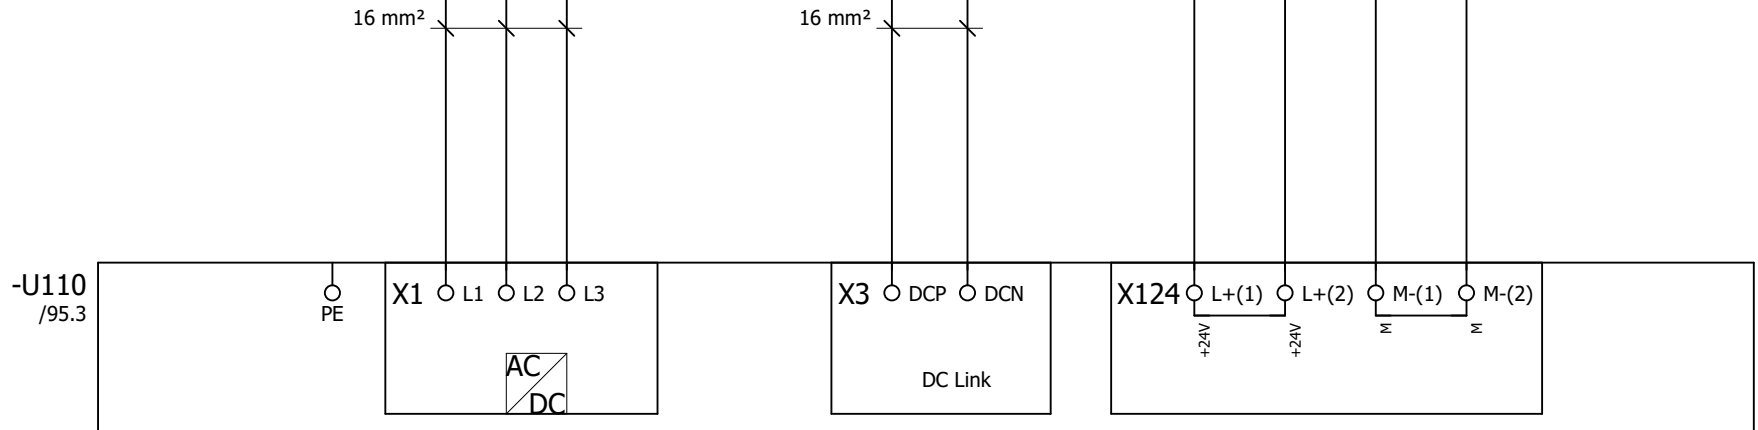 16 mm²
16 mm²
-U110
/95.3
PE
X1 L1 L2 L3
X3 DCP DCN
X124 L+(1) L+(2) M-(1) M-(2)
+24V +24V M M
AC
DC
DC Link